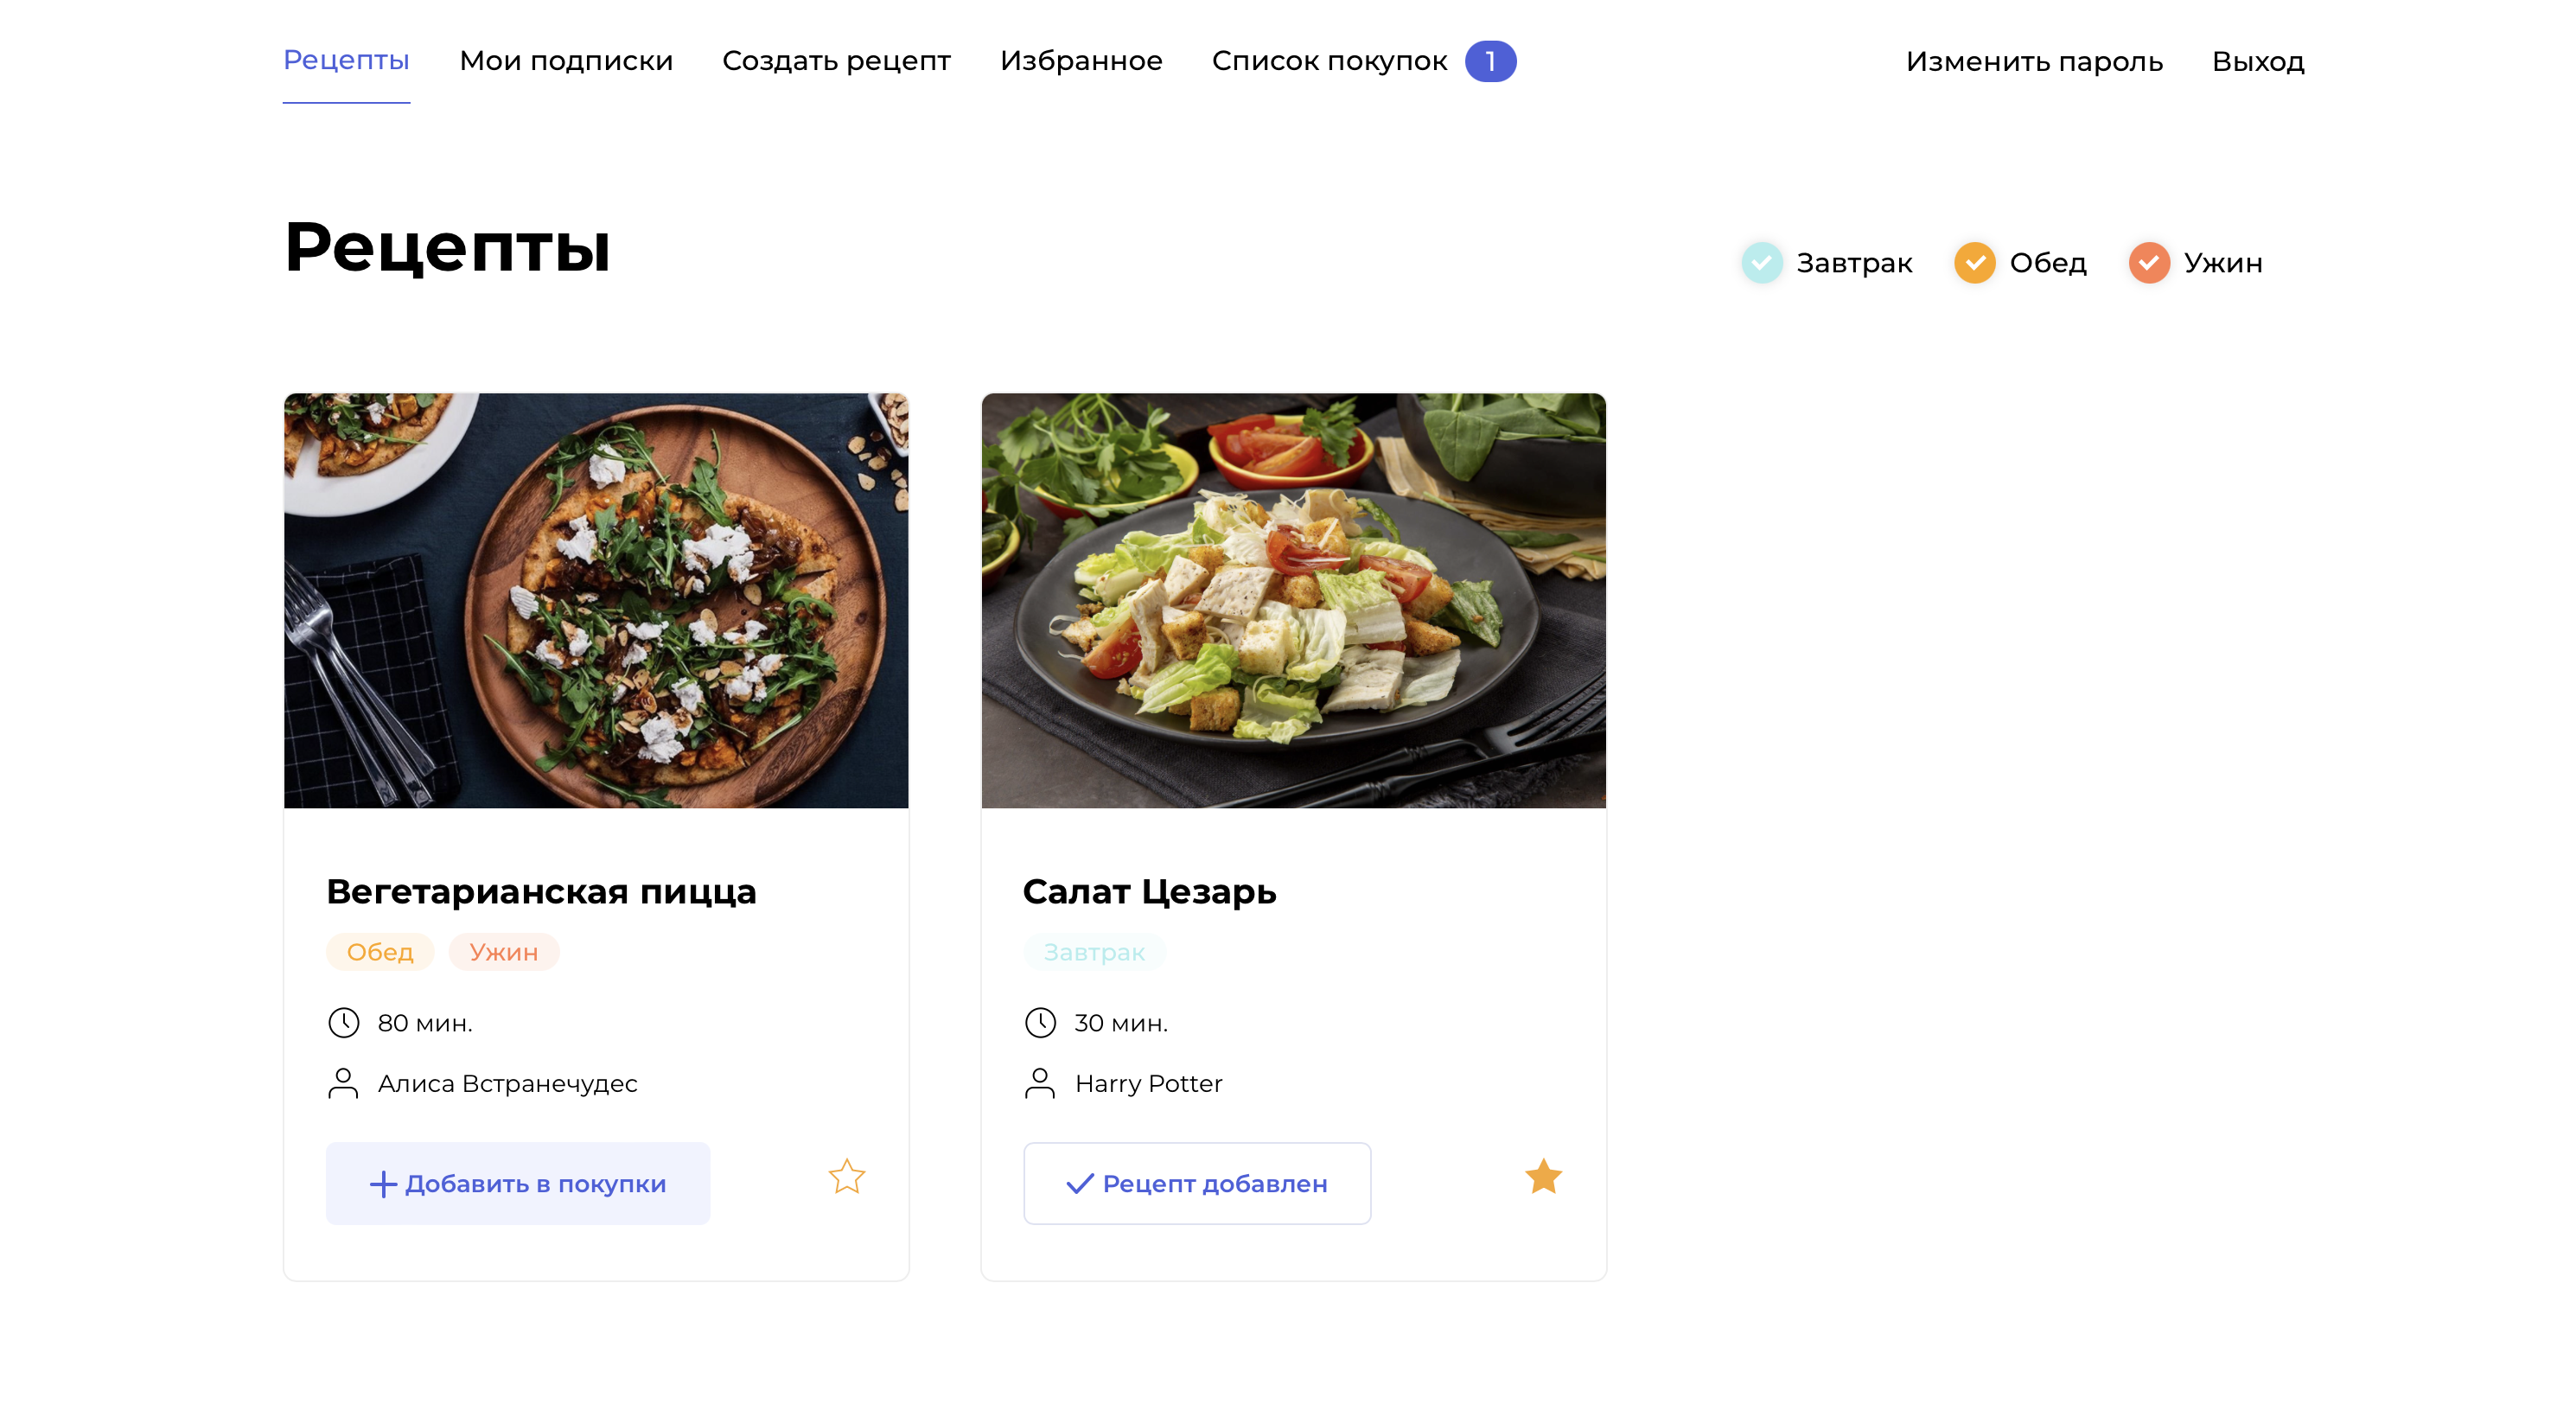 Рецепты Мои подписки Создать рецепт Избранное Список покупок 1 Изменить пароль Выход
Рецепты
Завтрак Обед Ужин
Вегетарианская пицца
Обед Ужин
80 мин.
Алиса Встранечудес
+ Добавить в покупки
Салат Цезарь
Завтрак
30 мин.
Harry Potter
Рецепт добавлен